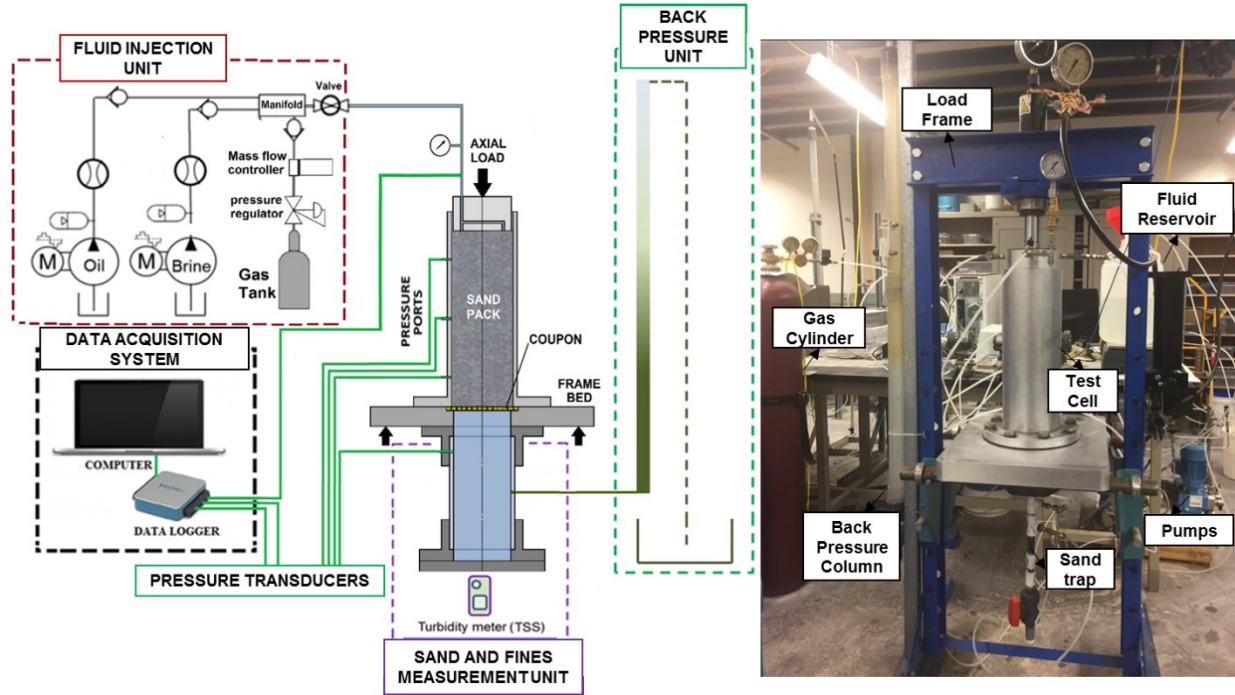 FLUID INJECTION
UNIT
Valve
Manifold
Mass flow
controller
pressure
regulator
M
Oil
M
Brine
Gas
Tank
DATA ACQUISITION
SYSTEM
COMPUTER
DATA LOGGER
PRESSURE TRANSDUCERS
AXIAL
LOAD
PRESSURE
PORTS
SAND
PACK
COUPON
FRAME
BED
Turbidity meter (TSS)
SAND AND FINES
MEASUREMENT UNIT
BACK
PRESSURE
UNIT
Load
Frame
Fluid
Reservoir
Gas
Cylinder
Test
Cell
Back
Pressure
Column
Pumps
Sand
trap